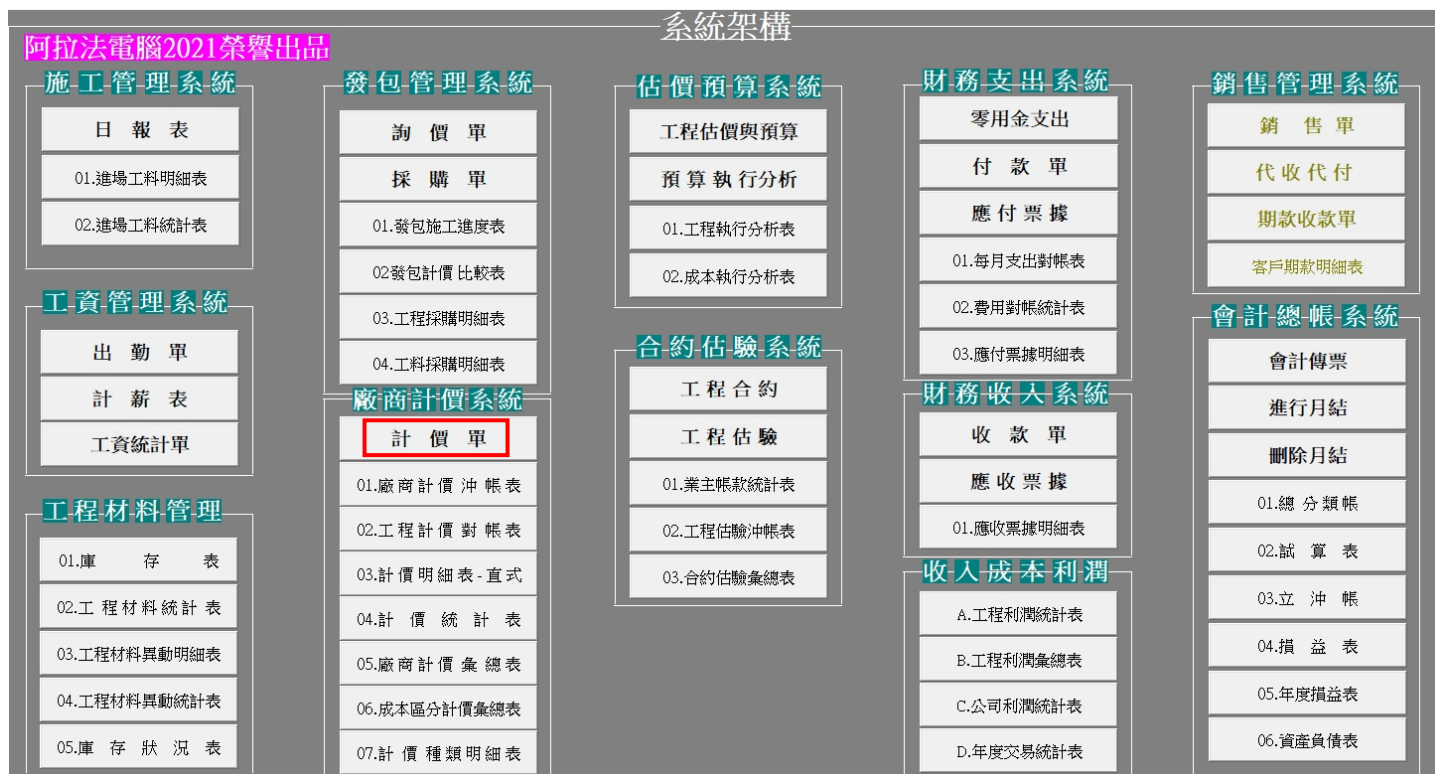 系統架構
阿拉法電腦2021榮譽出品
施工管理系統
日 報 表
01.進場工料明細表
02.進場工料統計表
工資管理系統
出 勤 單
計 薪 表
工資統計單
工程材料管理
01.庫 存 表
02.工程材料統計表
03.工程材料異動明細表
04.工程材料異動統計表
05.庫存狀況表
發包管理系統
詢 價 單
採 購 單
01.發包施工進度表
02發包計價比較表
03.工程採購明細表
04.工料採購明細表
廠商計價系統
計 價 單
01.廠商計價沖帳表
02.工程計價對帳表
03.計價明細表-直式
04.計價統計表
05.廠商計價彙總表
06.成本區分計價彙總表
07.計價種類明細表
估價預算系統
工程估價與預算
預算執行分析
01.工程執行分析表
02.成本執行分析表
合約估驗系統
工程合約
工程估驗
01.業主帳款統計表
02.工程估驗沖帳表
03.合約估驗彙總表
財務支出系統
零用金支出
付 款 單
應付票據
01.每月支出對帳表
02.費用對帳統計表
03.應付票據明細表
財務收入系統
收 款 單
應收票據
01.應收票據明細表
收入成本利潤
A.工程利潤統計表
B.工程利潤彙總表
C.公司利潤統計表
D.年度交易統計表
銷售管理系統
銷 售 單
代收代付
期款收款單
客戶期款明細表
會計總帳系統
會計傳票
進行月結
刪除月結
01.總分類帳
02.試 算 表
03.立 沖 帳
04.損 益 表
05.年度損益表
06.資產負債表